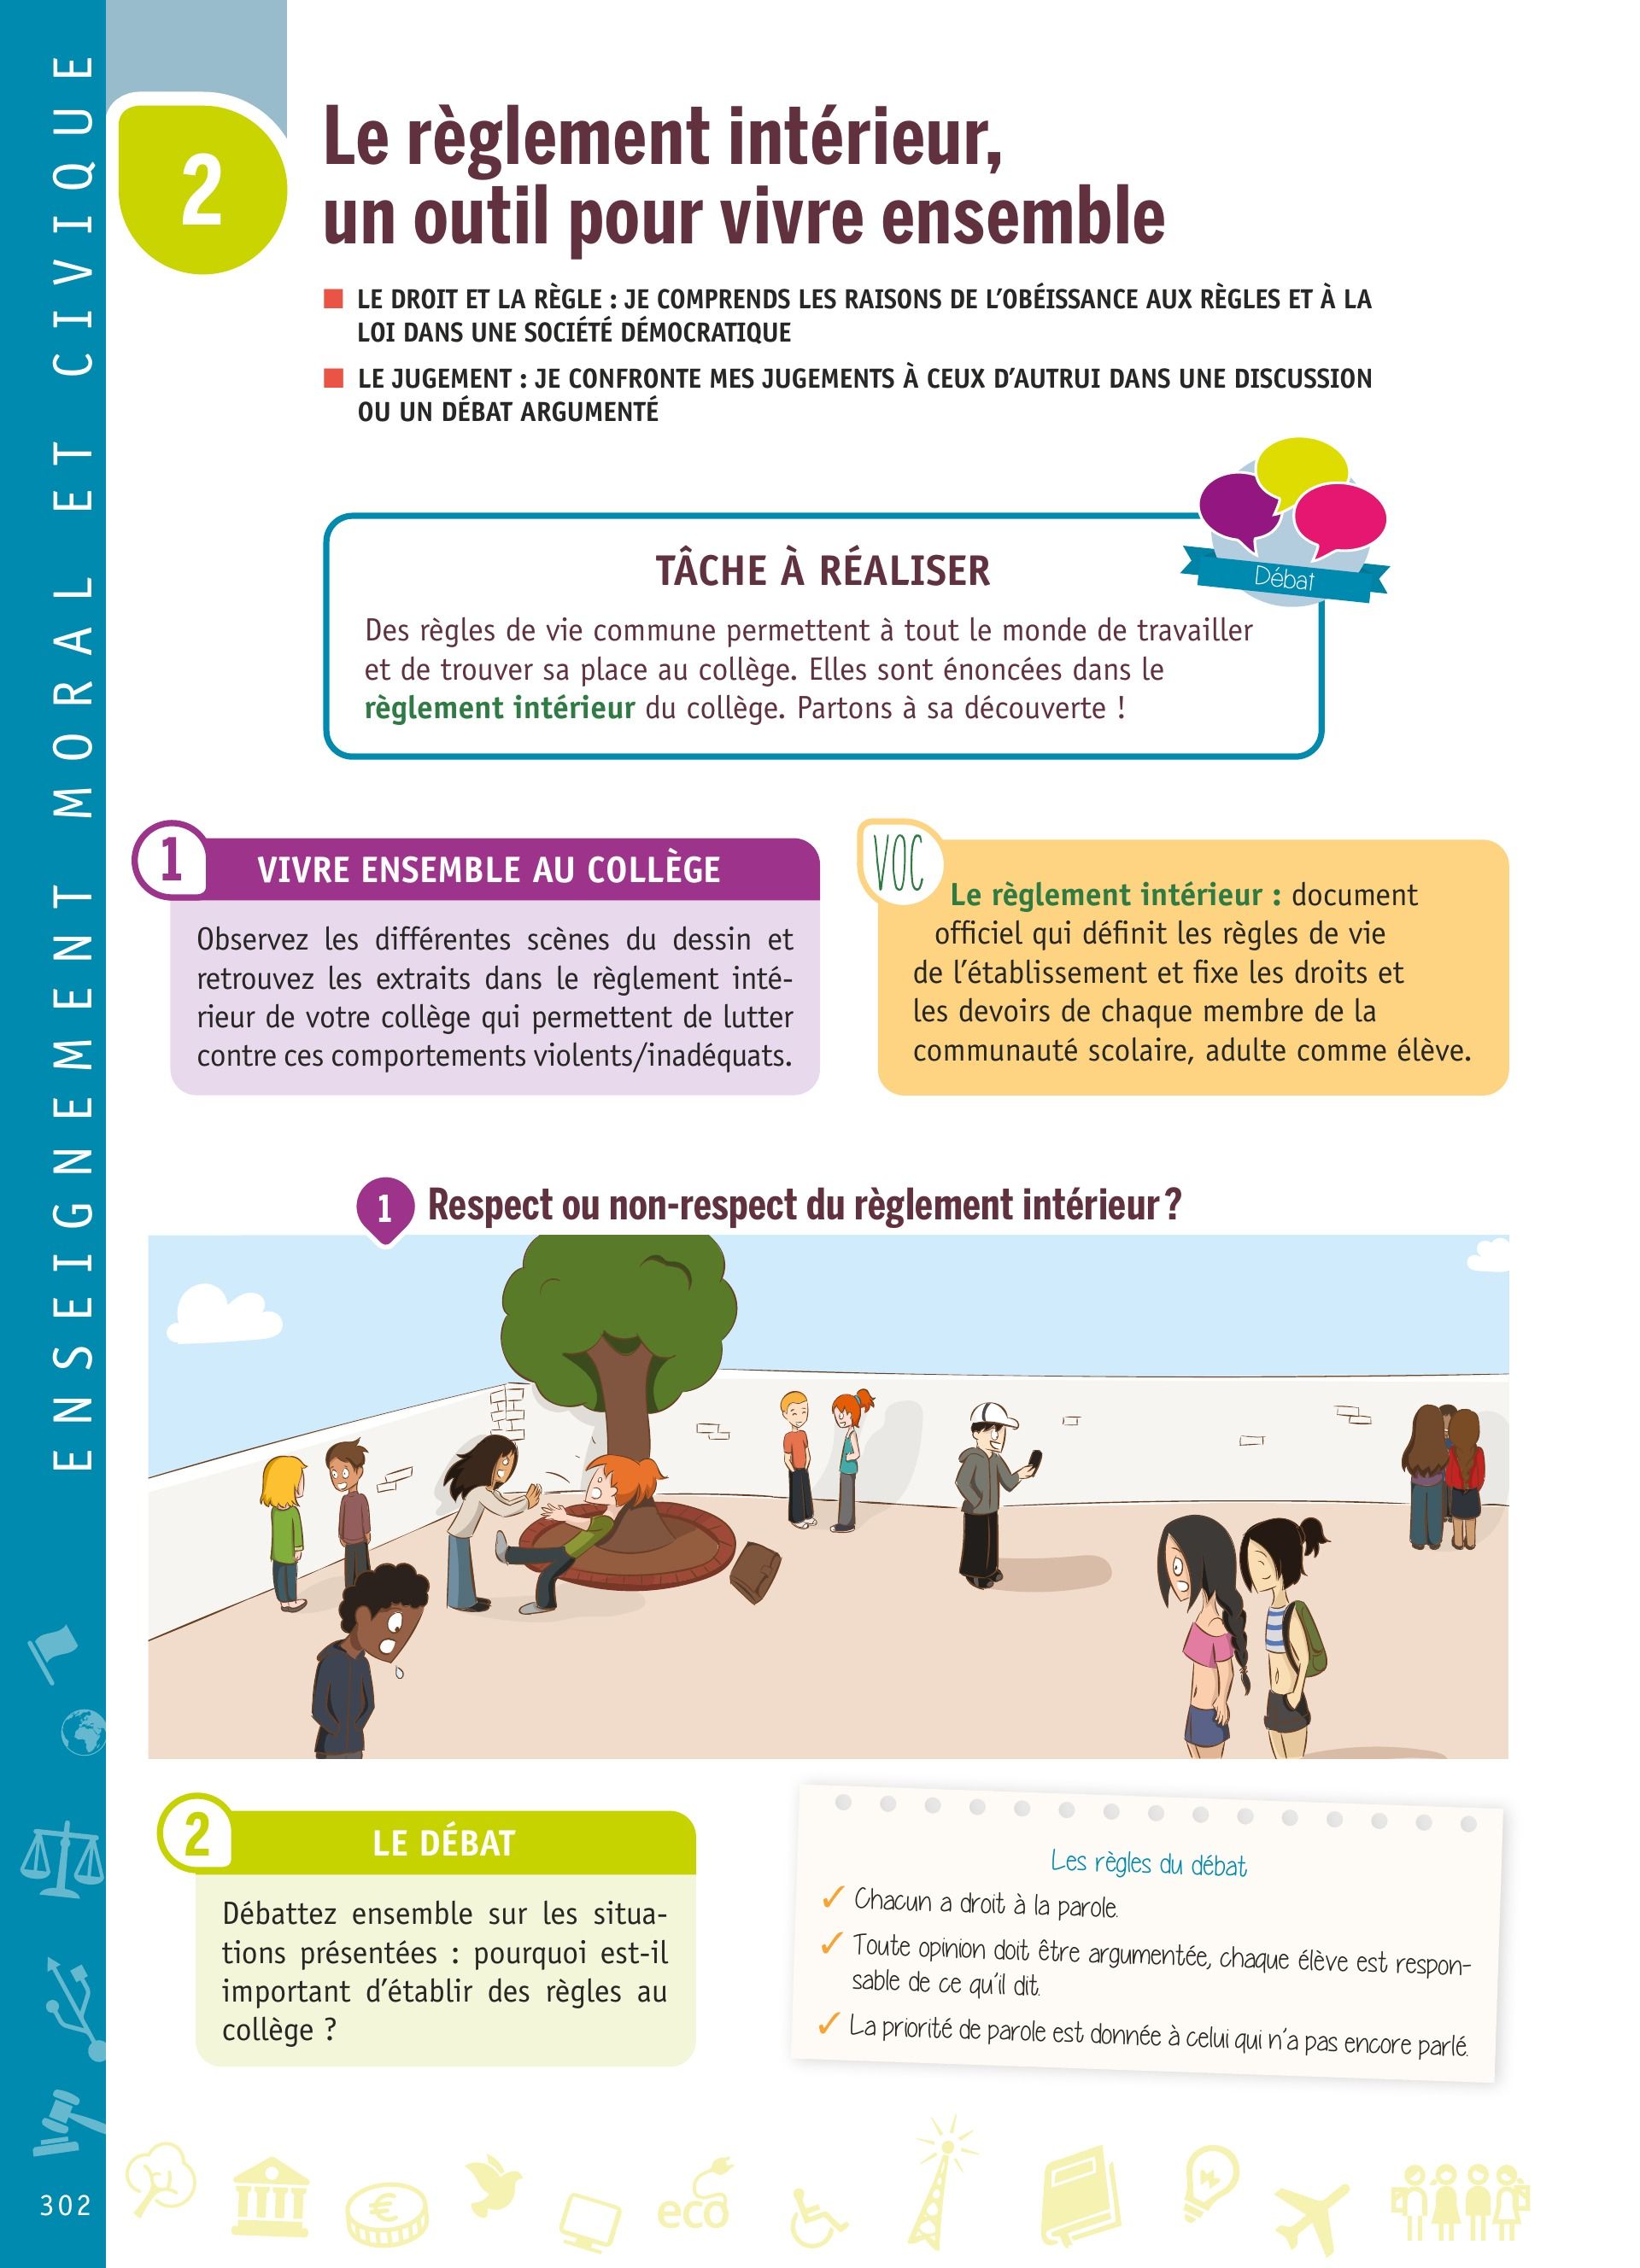 ENSEIGNEMENT MORAL ET CIVIQUE
2
Le règlement intérieur,
un outil pour vivre ensemble
LE DROIT ET LA RÈGLE : JE COMPRENDS LES RAISONS DE L'OBÉISSANCE AUX RÈGLES ET À LA
LOI DANS UNE SOCIÉTÉ DÉMOCRATIQUE
LE JUGEMENT : JE CONFRONTE MES JUGEMENTS À CEUX D'AUTRUI DANS UNE DISCUSSION
OU UN DÉBAT ARGUMENTÉ
Débat
TÂCHE À RÉALISER
Des règles de vie commune permettent à tout le monde de travailler
et de trouver sa place au collège. Elles sont énoncées dans le
règlement intérieur du collège. Partons à sa découverte !
1
VIVRE ENSEMBLE AU COLLÈGE
Observez les différentes scènes du dessin et
retrouvez les extraits dans le règlement inté-
rieur de votre collège qui permettent de lutter
contre ces comportements violents/inadéquats.
VOC
Le règlement intérieur : document
officiel qui définit les règles de vie
de l'établissement et fixe les droits et
les devoirs de chaque membre de la
communauté scolaire, adulte comme élève.
1 Respect ou non-respect du règlement intérieur ?
2
LE DÉBAT
Débattez ensemble sur les situa-
tions présentées : pourquoi est-il
important d'établir des règles au
collège ?
Les règles du débat
✓ Chacun a droit à la parole.
✓ Toute opinion doit être argumentée, chaque élève est respon-
sable de ce qu'il dit.
✓ La priorité de parole est donnée à celui qui n'a pas encore parlé.
302
€
eco